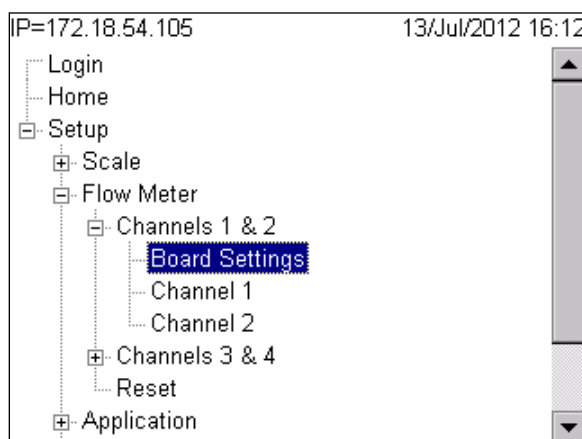 IP=172.18.54.105 13/Jul/2012 16:12
Login
Home
Setup
Scale
Flow Meter
Channels 1 & 2
Board Settings
Channel 1
Channel 2
Channels 3 & 4
Reset
Application